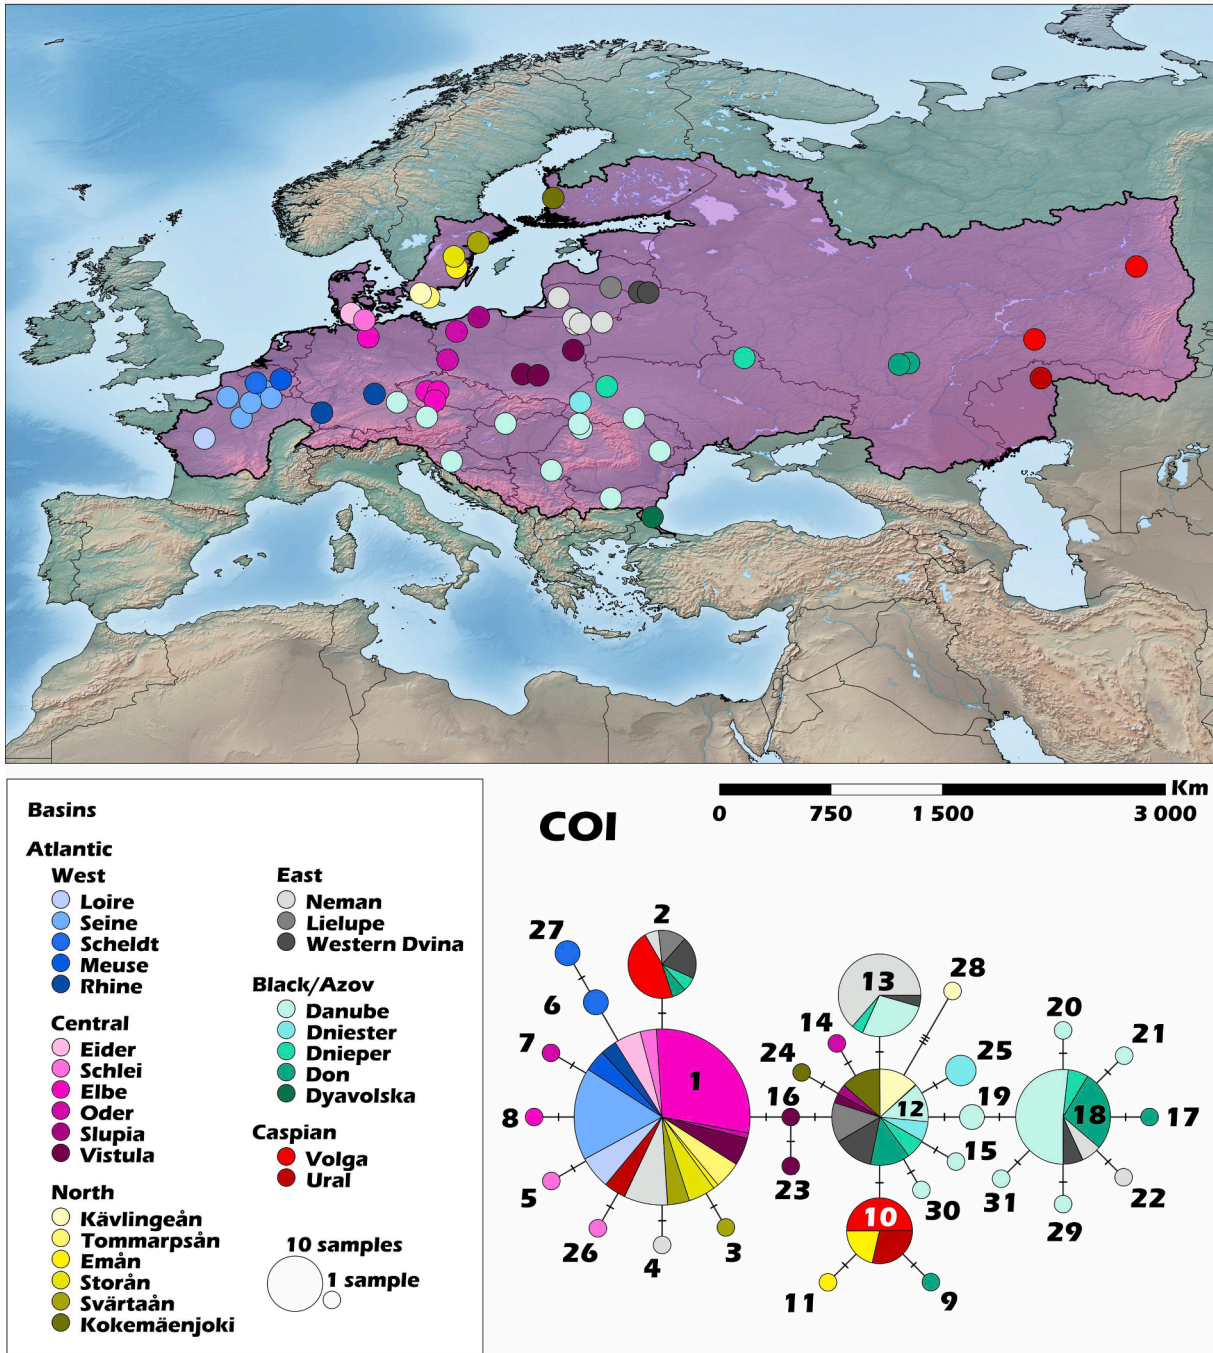 Km
0 750 1 500 3 000
COI
Basins
Atlantic
West
Loire
Seine
Scheldt
Meuse
Rhine
Central
Eider
Schlei
Elbe
Oder
Slupia
Vistula
North
Kävlingeån
Tommarpsån
Emån
Storån
Svärtaån
Kokemäenjoki
East
Neman
Lielupe
Western Dvina
Black/Azov
Danube
Dniester
Dnieper
Don
Dyavolska
Caspian
Volga
Ural
10 samples
1 sample
27
2
6
7
1
8
5
26
4
3
13
28
14
24
25
16
12
19
15
23
30
10
11
9
20
21
18
17
22
31
29